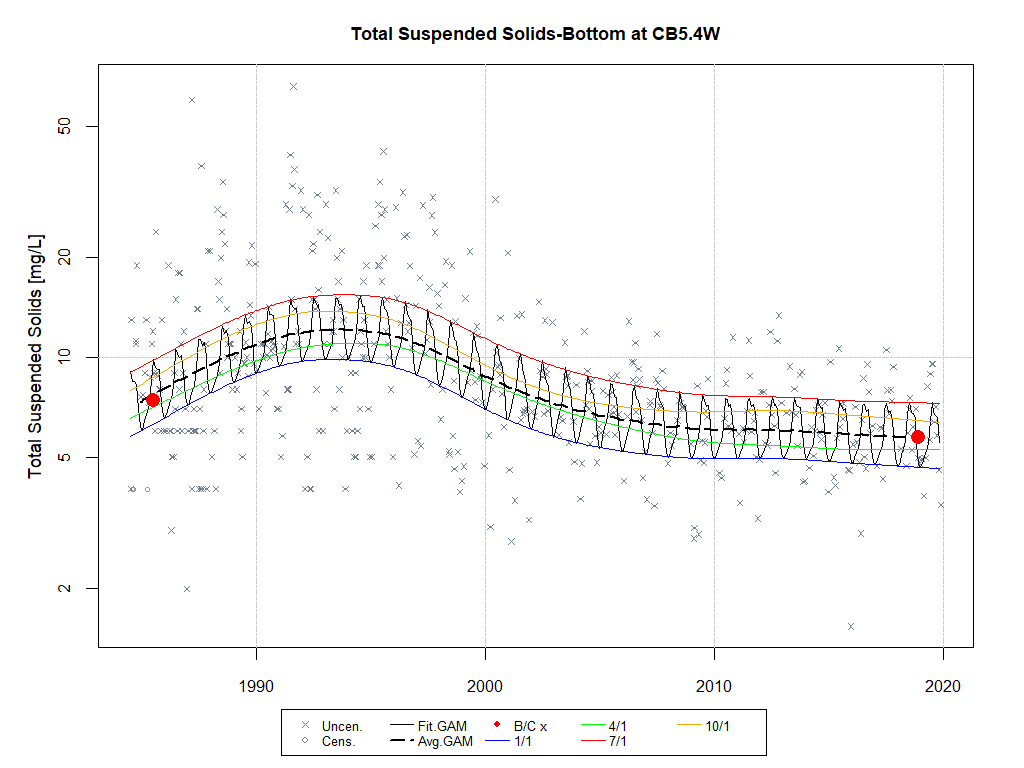 Total Suspended Solids-Bottom at CB5.4W
Total Suspended Solids [mg/L]
50
20
10
5
2
1990 2000 2010 2020
Uncen. Fit.GAM B/C x 4/1 10/1
Cens. Avg.GAM 1/1 7/1